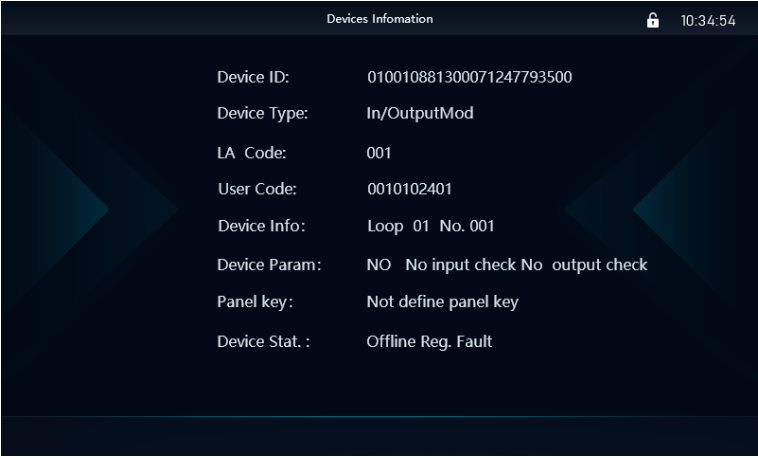 Devices Infomation
10:34:54
Device ID: 010010881300071247793500
Device Type: In/OutputMod
LA Code: 001
User Code: 0010102401
Device Info: Loop 01 No. 001
Device Param: NO No input check No output check
Panel key: Not define panel key
Device Stat. : Offline Reg. Fault